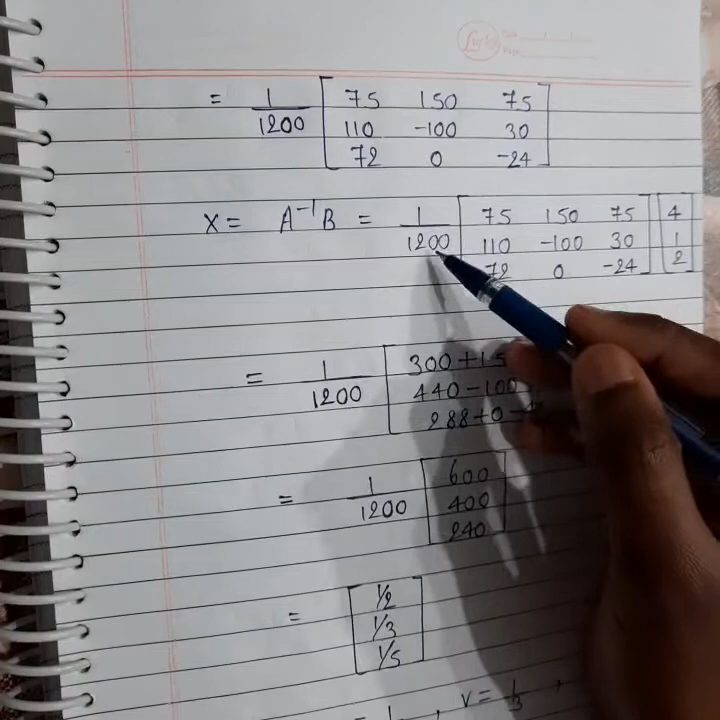 = 1/1200 [ 75 150 75
110 -100 30
72 0 -24 ]
X = A⁻¹B = 1/1200 [ 75 150 75 ] [ 4
110 -100 30 1
72 0 -24 2 ]
= 1/1200 [ 300+15
440-100
288+0-
= 1/1200 [ 600
400
240 ]
= [ 1/2
1/3
1/5 ]
, v = 1/3 ,